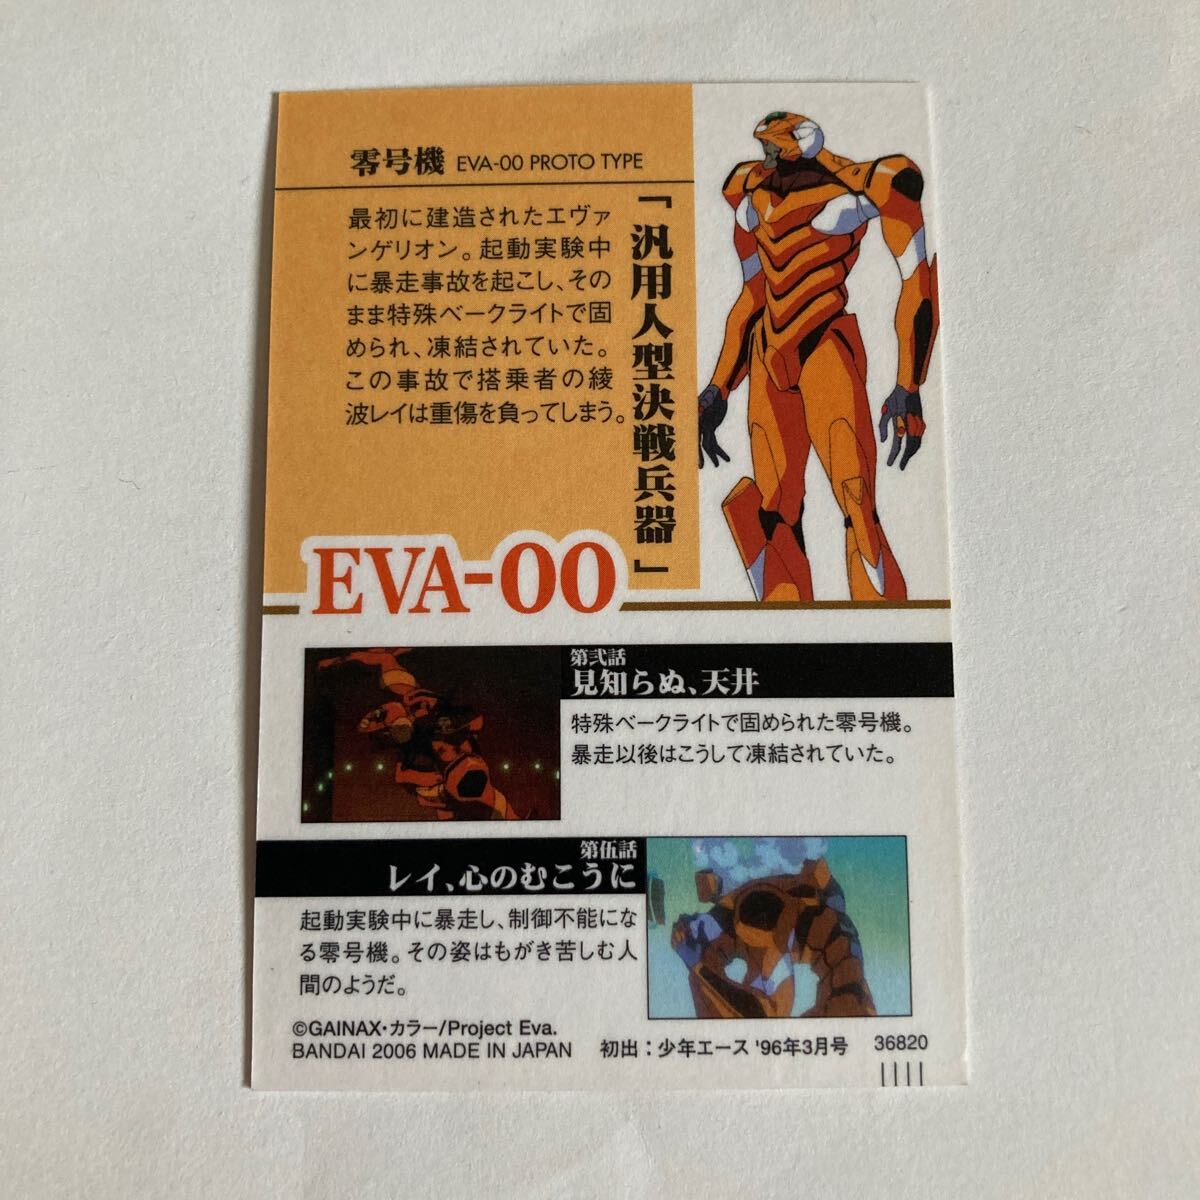 零号機 EVA-00 PROTO TYPE
「汎用人型決戦兵器」
最初に建造されたエヴァ
ンゲリオン。起動実験中
に暴走事故を起こし、その
まま特殊ベークライトで固
められ、凍結されていた。
この事故で搭乗者の綾
波レイは重傷を負ってしまう。
EVA-00
第弐話
見知らぬ、天井
特殊ベークライトで固められた零号機。
暴走以後はこうして凍結されていた。
第伍話
レイ、心のむこうに
起動実験中に暴走し、制御不能にな
る零号機。その姿はもがき苦しむ人
間のようだ。
©GAINAX・カラー/Project Eva.
BANDAI 2006 MADE IN JAPAN 初出：少年エース '96年3月号 36820